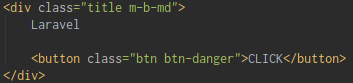 <div class="title m-b-md">
Laravel
<button class="btn btn-danger">CLICK</button>
</div>